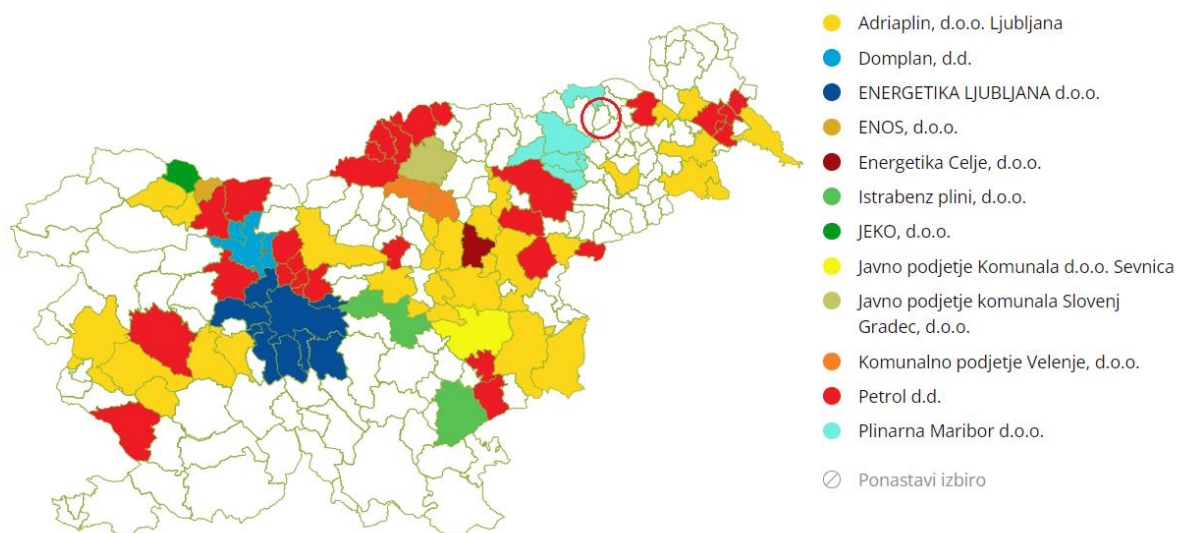 Adriaplin, d.o.o. Ljubljana
Domplan, d.d.
ENERGETIKA LJUBLJANA d.o.o.
ENOS, d.o.o.
Energetika Celje, d.o.o.
Istrabenz plini, d.o.o.
JEKO, d.o.o.
Javno podjetje Komunala d.o.o. Sevnica
Javno podjetje komunala Slovenj
Gradec, d.o.o.
Komunalno podjetje Velenje, d.o.o.
Petrol d.d.
Plinarna Maribor d.o.o.
Ponastavi izbiro